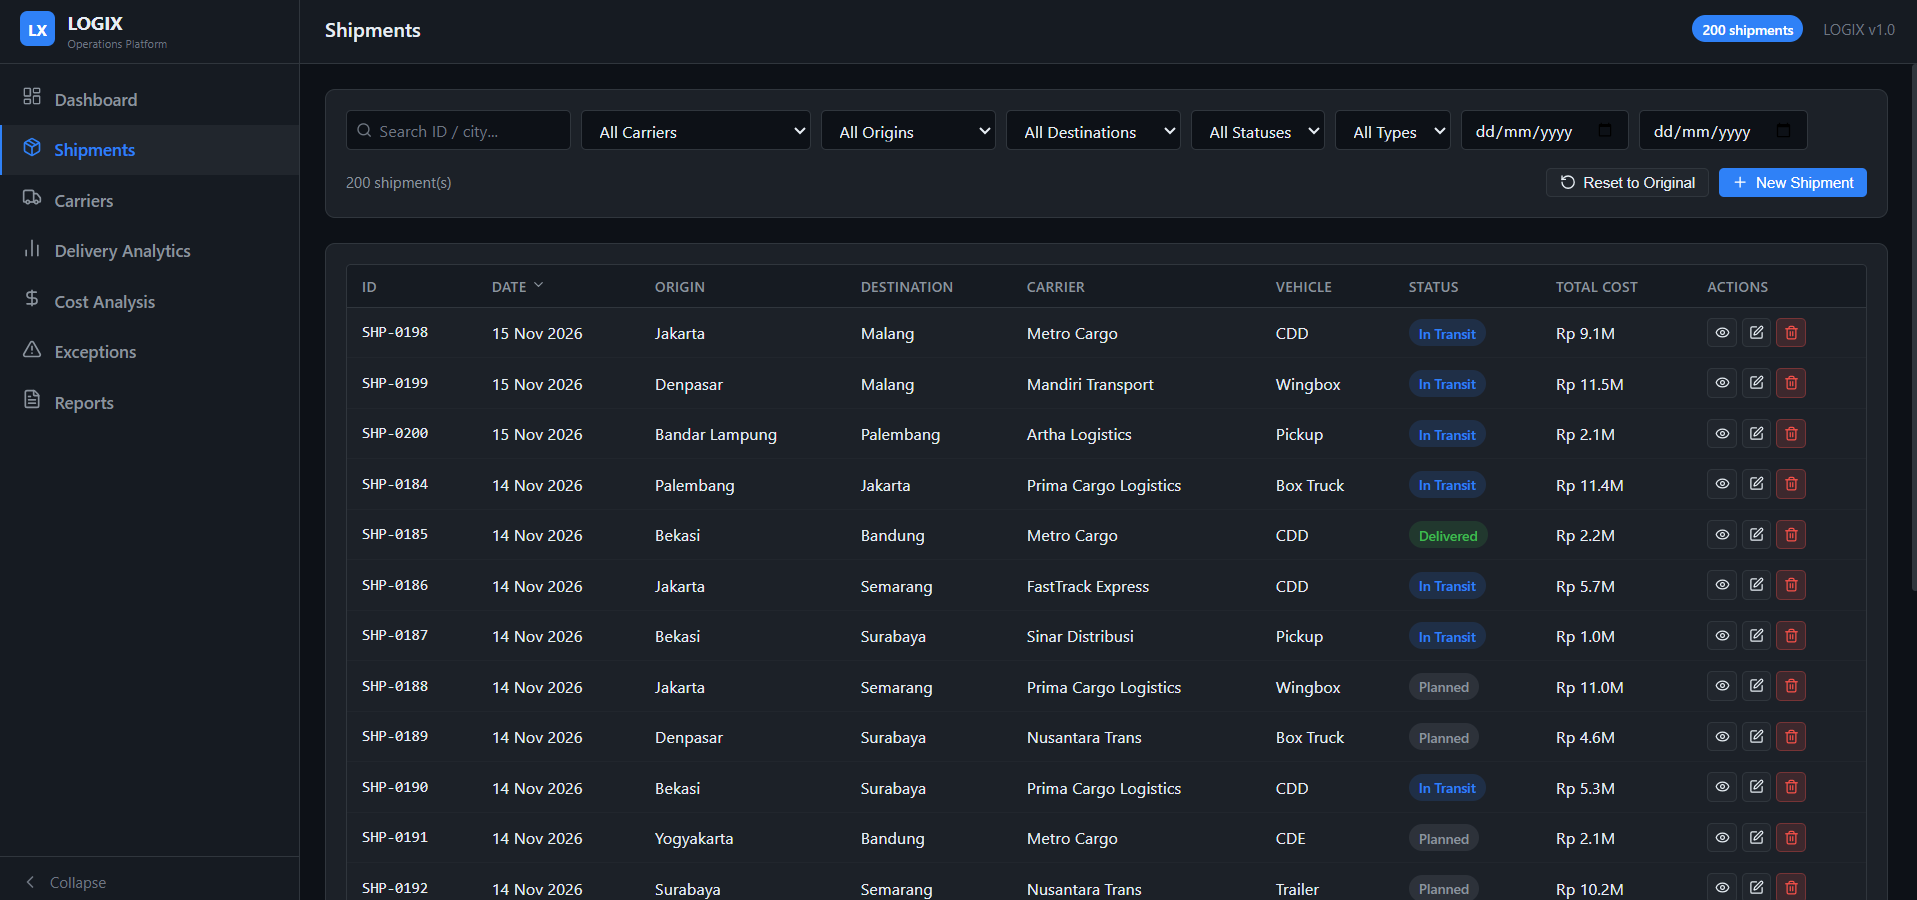 LX
LOGIX
Operations Platform
Shipments
200 shipments
LOGIX v1.0
Dashboard
Shipments
Carriers
Delivery Analytics
Cost Analysis
Exceptions
Reports
Collapse
Search ID / city...
All Carriers
All Origins
All Destinations
All Statuses
All Types
dd/mm/yyyy
dd/mm/yyyy
200 shipment(s)
Reset to Original
New Shipment
ID DATE ORIGIN DESTINATION CARRIER VEHICLE STATUS TOTAL COST ACTIONS
SHP-0198 15 Nov 2026 Jakarta Malang Metro Cargo CDD In Transit Rp 9.1M
SHP-0199 15 Nov 2026 Denpasar Malang Mandiri Transport Wingbox In Transit Rp 11.5M
SHP-0200 15 Nov 2026 Bandar Lampung Palembang Artha Logistics Pickup In Transit Rp 2.1M
SHP-0184 14 Nov 2026 Palembang Jakarta Prima Cargo Logistics Box Truck In Transit Rp 11.4M
SHP-0185 14 Nov 2026 Bekasi Bandung Metro Cargo CDD Delivered Rp 2.2M
SHP-0186 14 Nov 2026 Jakarta Semarang FastTrack Express CDD In Transit Rp 5.7M
SHP-0187 14 Nov 2026 Bekasi Surabaya Sinar Distribusi Pickup In Transit Rp 1.0M
SHP-0188 14 Nov 2026 Jakarta Semarang Prima Cargo Logistics Wingbox Planned Rp 11.0M
SHP-0189 14 Nov 2026 Denpasar Surabaya Nusantara Trans Box Truck Planned Rp 4.6M
SHP-0190 14 Nov 2026 Bekasi Surabaya Prima Cargo Logistics CDD In Transit Rp 5.3M
SHP-0191 14 Nov 2026 Yogyakarta Bandung Metro Cargo CDE Planned Rp 2.1M
SHP-0192 14 Nov 2026 Surabaya Semarang Nusantara Trans Trailer Planned Rp 10.2M